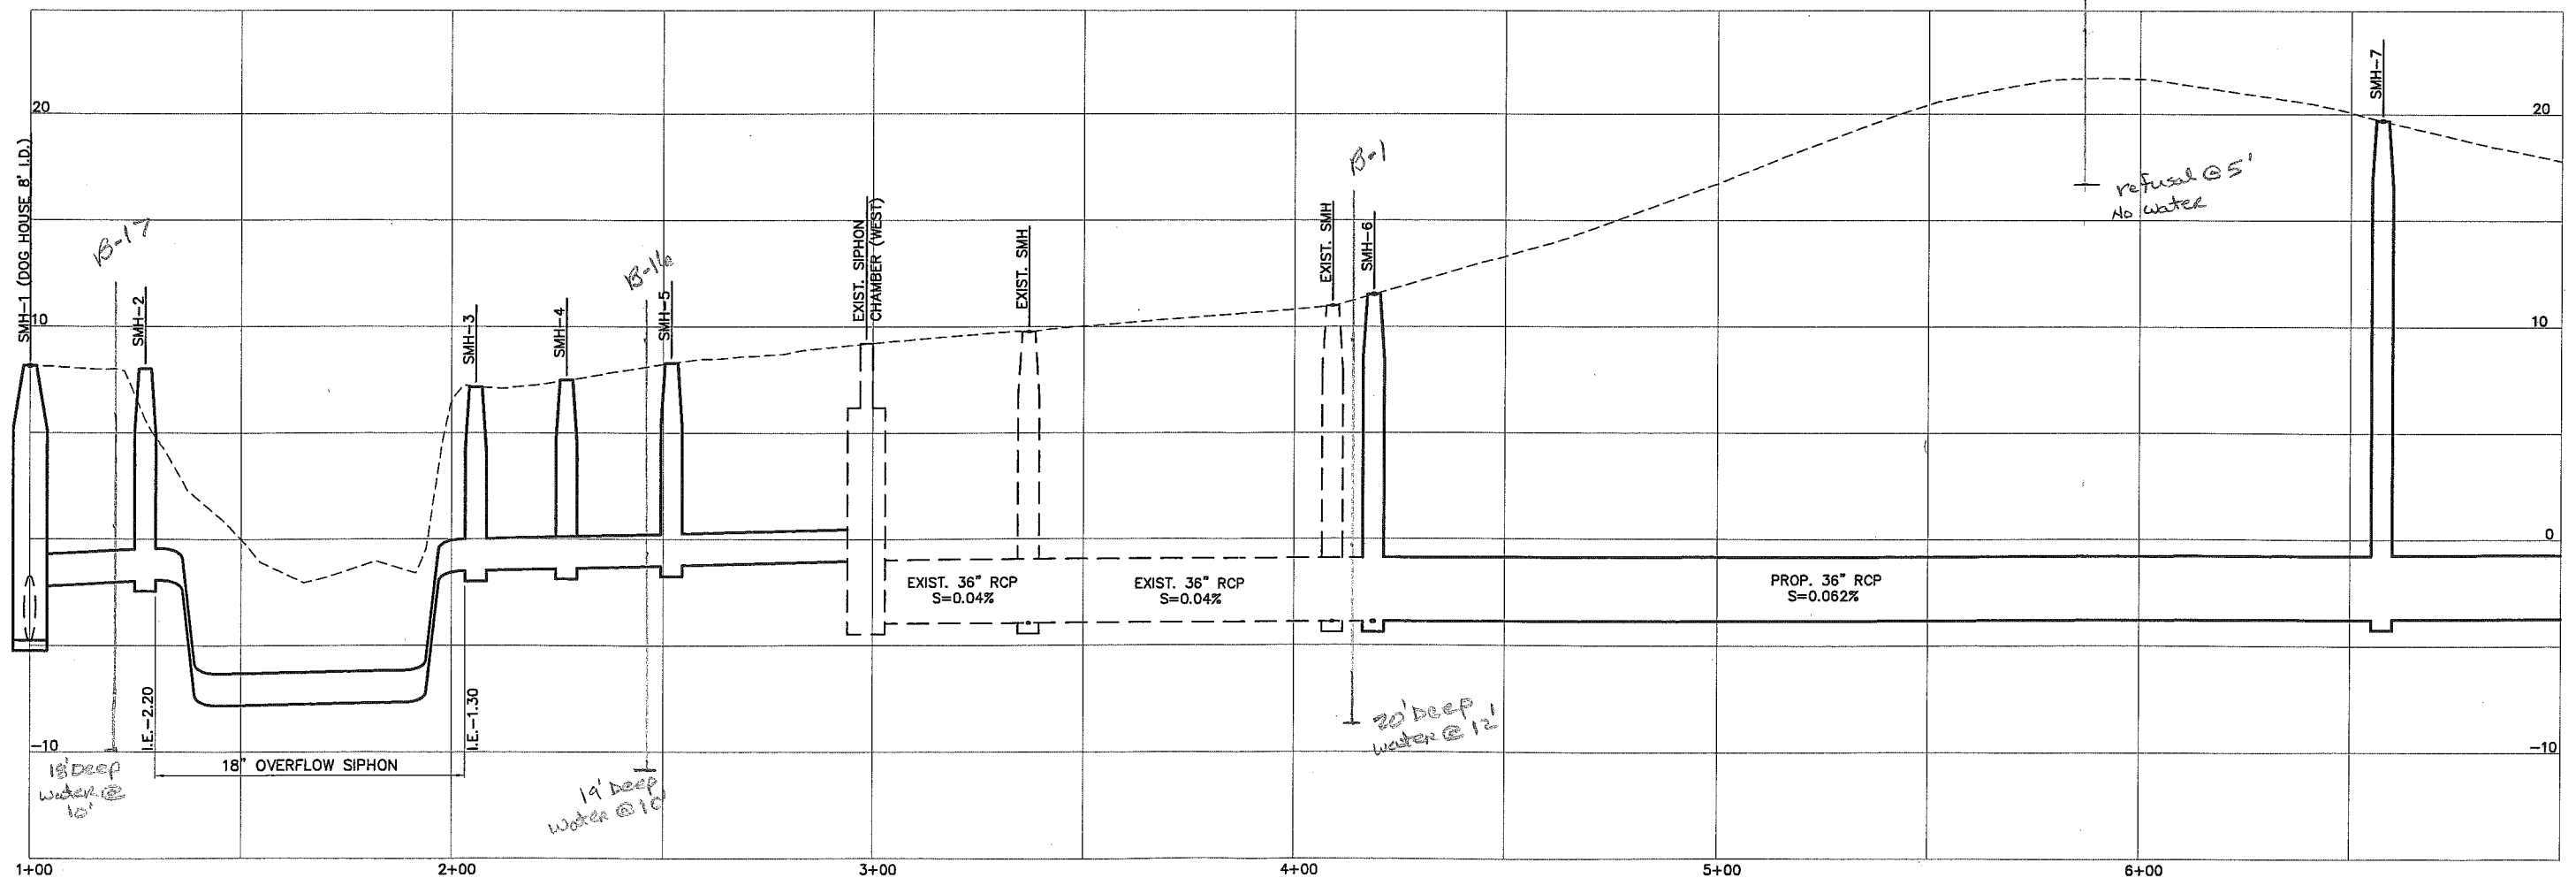 20
20
10
10
0
-10
-10
SMH-1 (DOG HOUSE 8' I.D.)
B-17
SMH-2
SMH-3
SMH-4
B-16
SMH-5
EXIST. SIPHON
CHAMBER (WEST)
EXIST. SMH
EXIST. SMH
B-1
SMH-6
refusal @ 5'
No water
SMH-7
EXIST. 36" RCP
S=0.04%
EXIST. 36" RCP
S=0.04%
PROP. 36" RCP
S=0.062%
I.E.-2.20
I.E.-1.30
18" OVERFLOW SIPHON
18' Deep
water @
10'
19' Deep
water @ 10'
20' Deep
water @ 12'
1+00
2+00
3+00
4+00
5+00
6+00